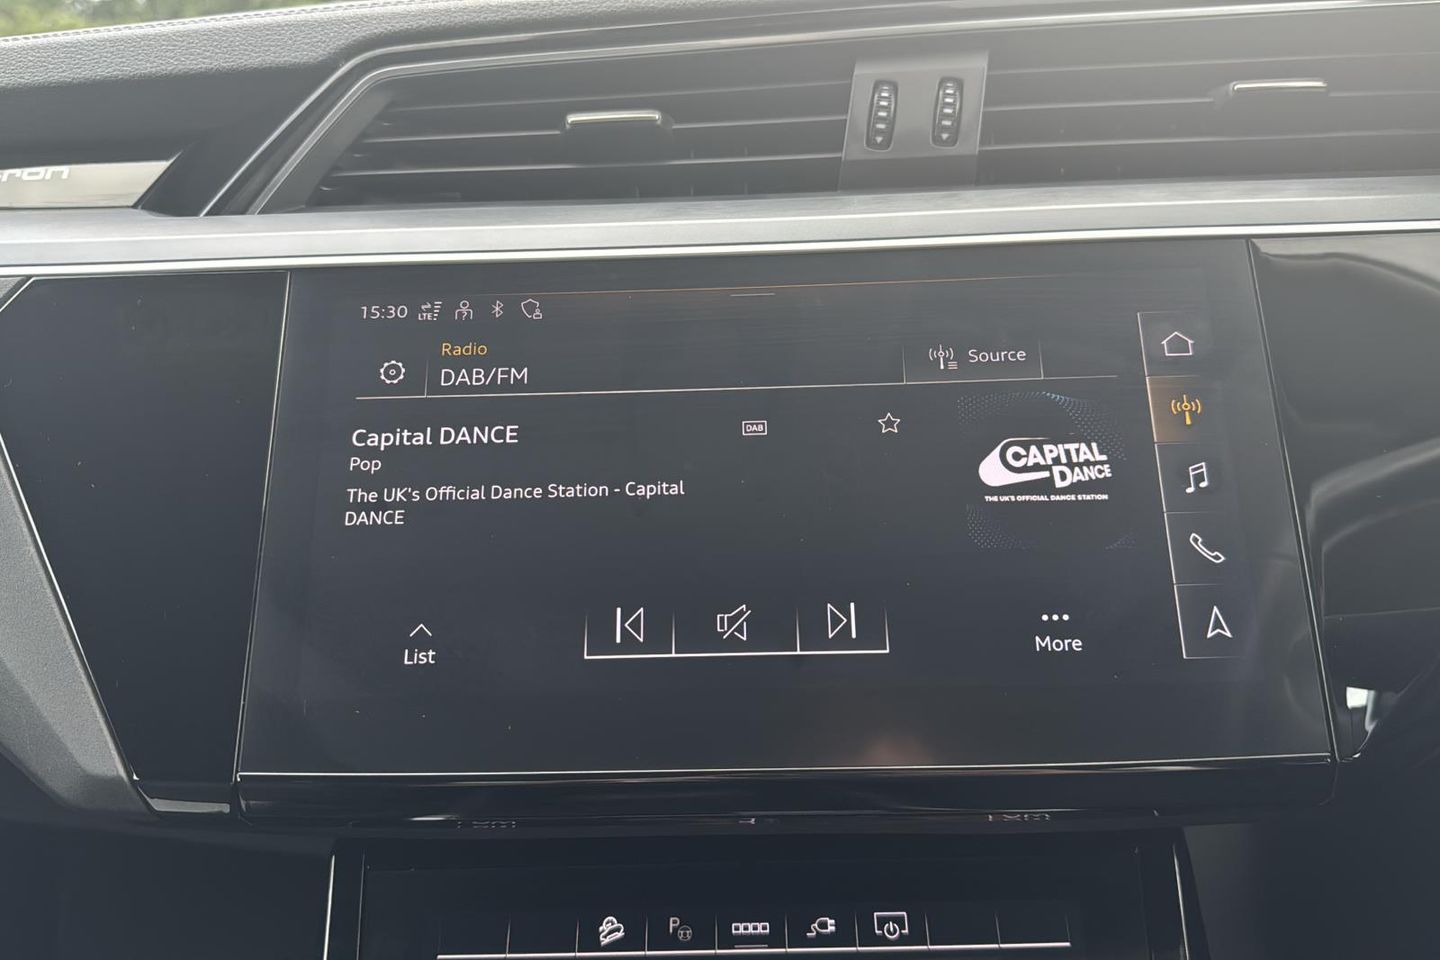 15:30
LTE
Radio
DAB/FM
Source
Capital DANCE
DAB
Pop
The UK's Official Dance Station - Capital
DANCE
CAPITAL
DANCE
THE UK'S OFFICIAL DANCE STATION
List
More
P